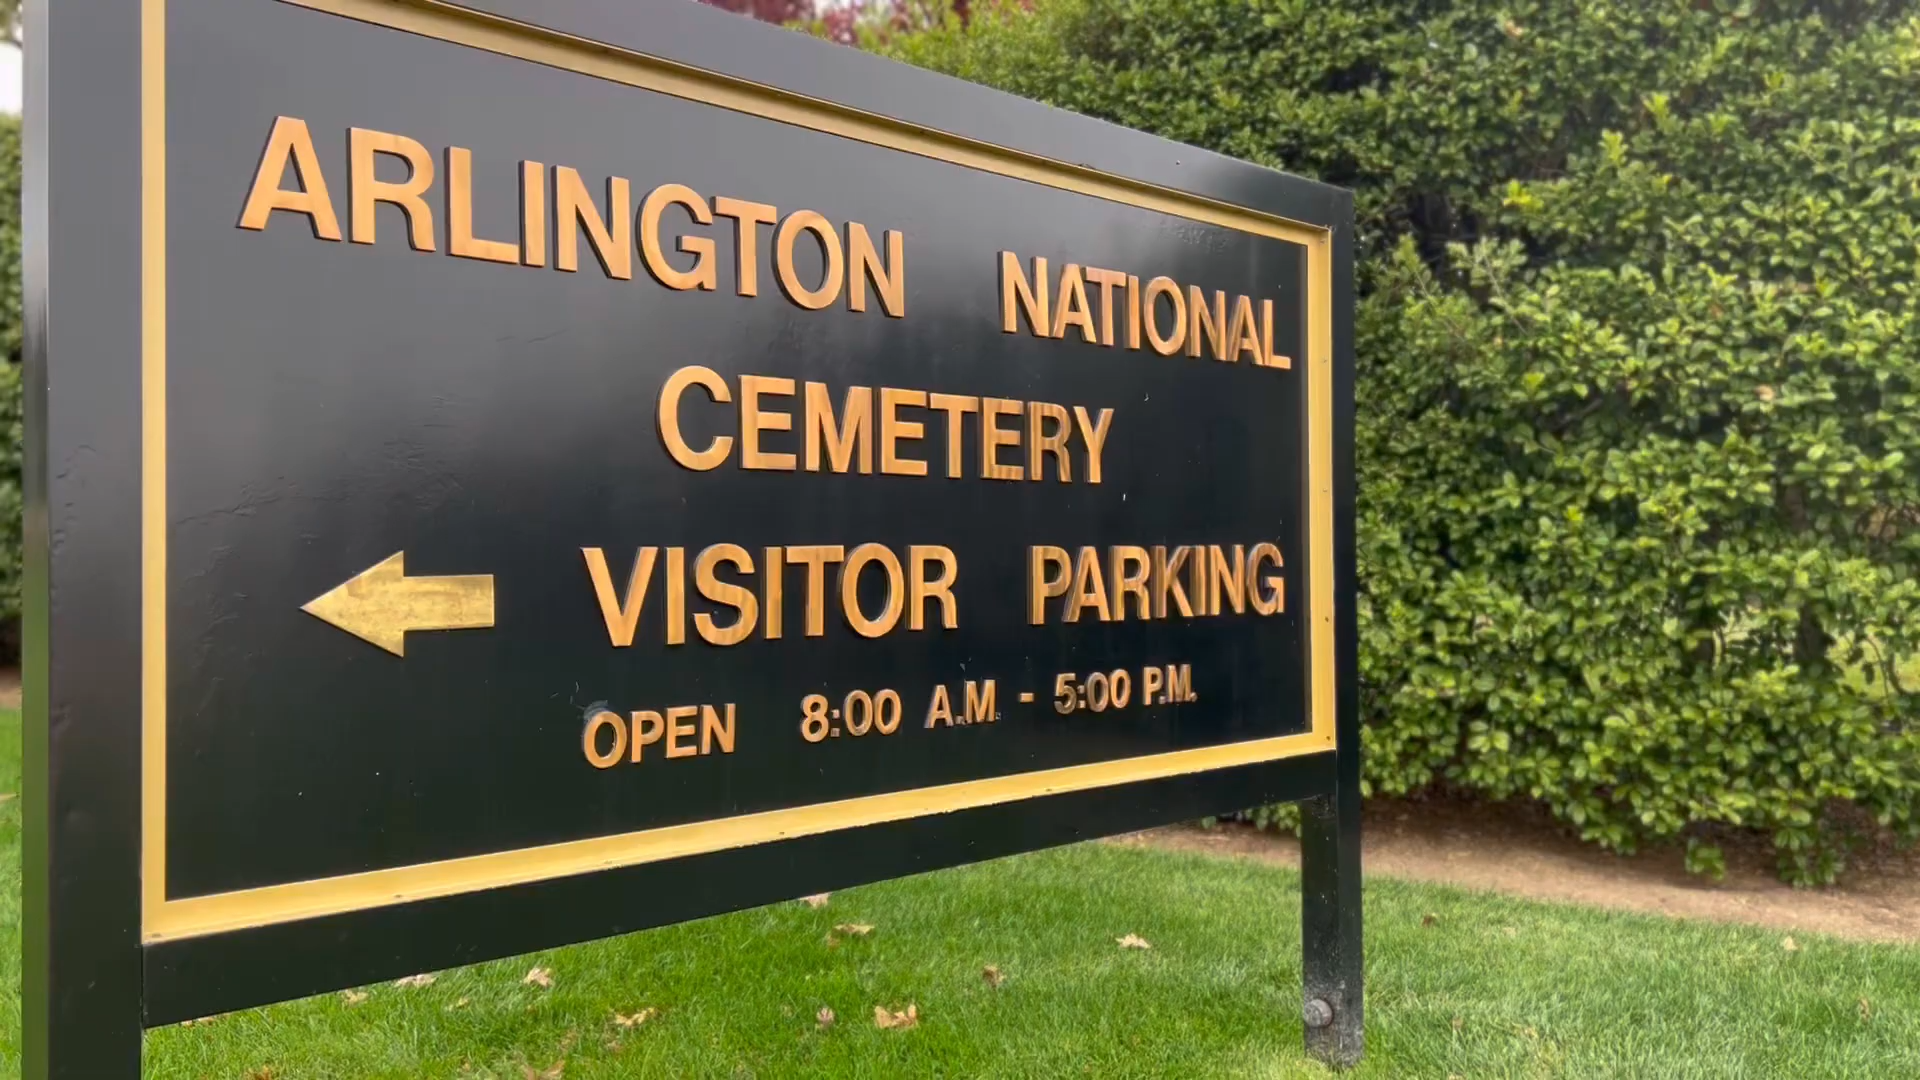 ARLINGTON NATIONAL
CEMETERY
VISITOR PARKING
OPEN 8:00 A.M. - 5:00 P.M.